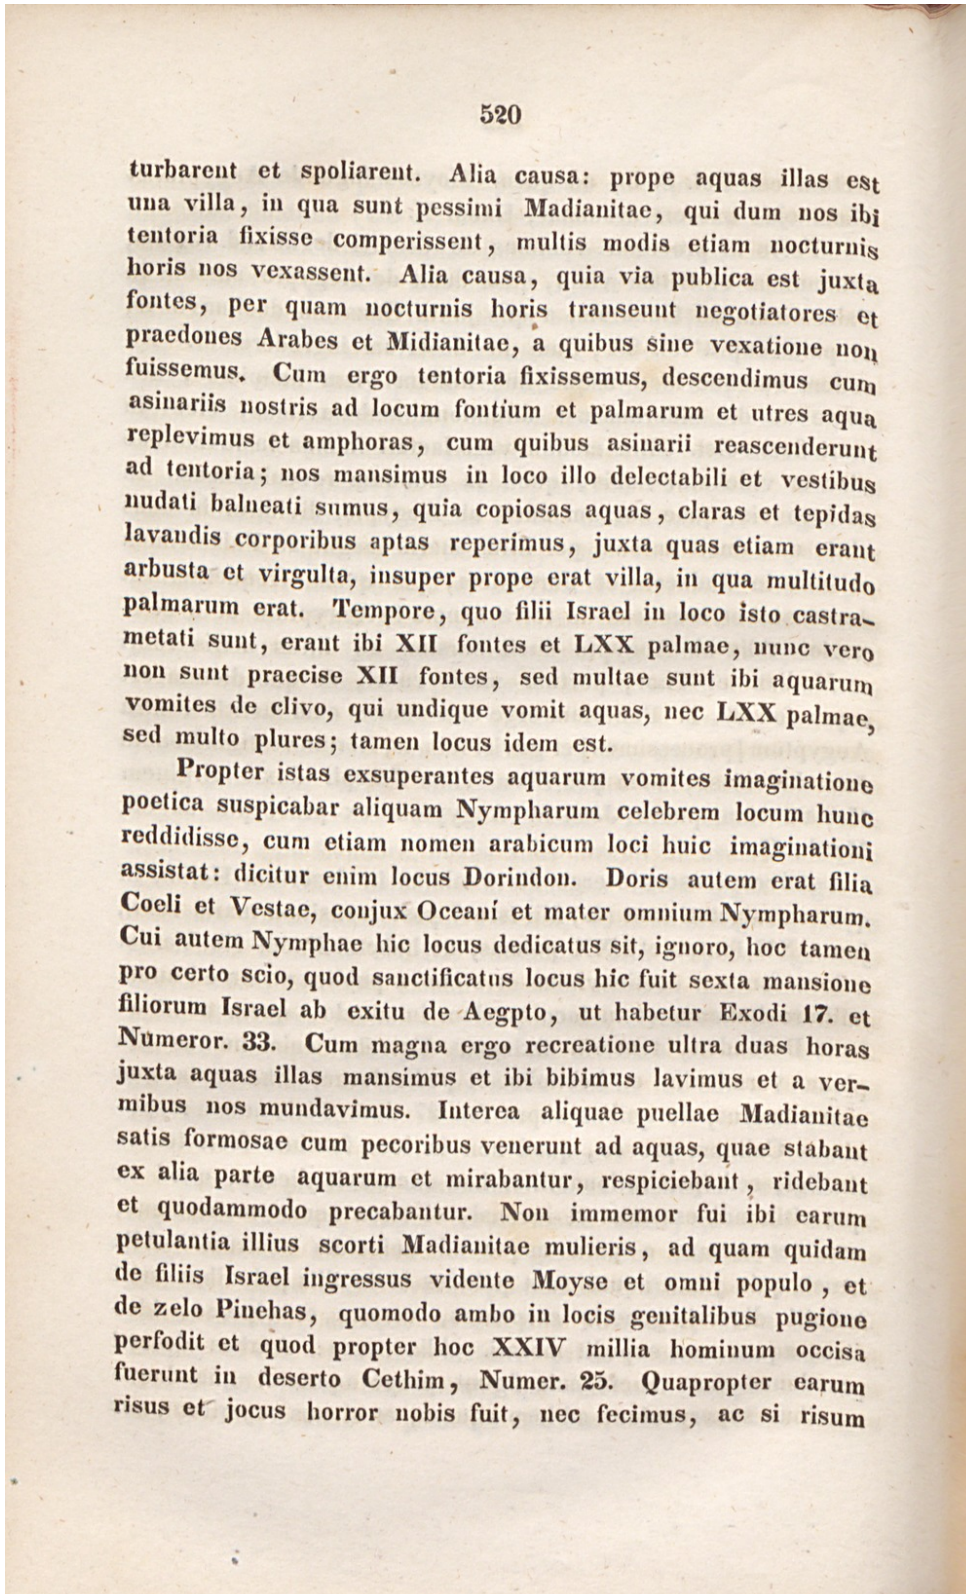 520
turbarent et spoliarent. Alia causa: prope aquas illas est
una villa, in qua sunt pessimi Madianitae, qui dum nos ibi
tentoria fixisse comperissent, multis modis etiam nocturnis
horis nos vexassent. Alia causa, quia via publica est juxta
fontes, per quam nocturnis horis transeunt negotiatores et
praedones Arabes et Midianitae, a quibus sine vexatione non
fuissemus. Cum ergo tentoria fixissemus, descendimus cum
asinariis nostris ad locum fontium et palmarum et utres aqua
replevimus et amphoras, cum quibus asinarii reascenderunt
ad tentoria; nos mansimus in loco illo delectabili et vestibus
nudati balneati sumus, quia copiosas aquas, claras et tepidas
lavandis corporibus aptas reperimus, juxta quas etiam erant
arbusta et virgulta, insuper prope erat villa, in qua multitudo
palmarum erat. Tempore, quo filii Israel in loco isto castra-
metati sunt, erant ibi XII fontes et LXX palmae, nunc vero
non sunt praecise XII fontes, sed multae sunt ibi aquarum
vomites de clivo, qui undique vomit aquas, nec LXX palmae,
sed multo plures; tamen locus idem est.
Propter istas exsuperantes aquarum vomites imaginatione
poetica suspicabar aliquam Nympharum celebrem locum hunc
reddidisse, cum etiam nomen arabicum loci huic imaginationi
assistat: dicitur enim locus Dorindon. Doris autem erat filia
Coeli et Vestae, conjux Oceaní et mater omnium Nympharum.
Cui autem Nymphae hic locus dedicatus sit, ignoro, hoc tamen
pro certo scio, quod sanctificatus locus hic fuit sexta mansione
filiorum Israel ab exitu de Aegpto, ut habetur Exodi 17. et
Numeror. 33. Cum magna ergo recreatione ultra duas horas
juxta aquas illas mansimus et ibi bibimus lavimus et a ver-
mibus nos mundavimus. Interea aliquae puellae Madianitae
satis formosae cum pecoribus venerunt ad aquas, quae stabant
ex alia parte aquarum et mirabantur, respiciebant, ridebant
et quodammodo precabantur. Non immemor fui ibi earum
petulantia illius scorti Madianitae mulieris, ad quam quidam
de filiis Israel ingressus vidente Moyse et omni populo, et
de zelo Pinehas, quomodo ambo in locis genitalibus pugione
perfodit et quod propter hoc XXIV millia hominum occisa
fuerunt in deserto Cethim, Numer. 25. Quapropter earum
risus et jocus horror nobis fuit, nec fecimus, ac si risum